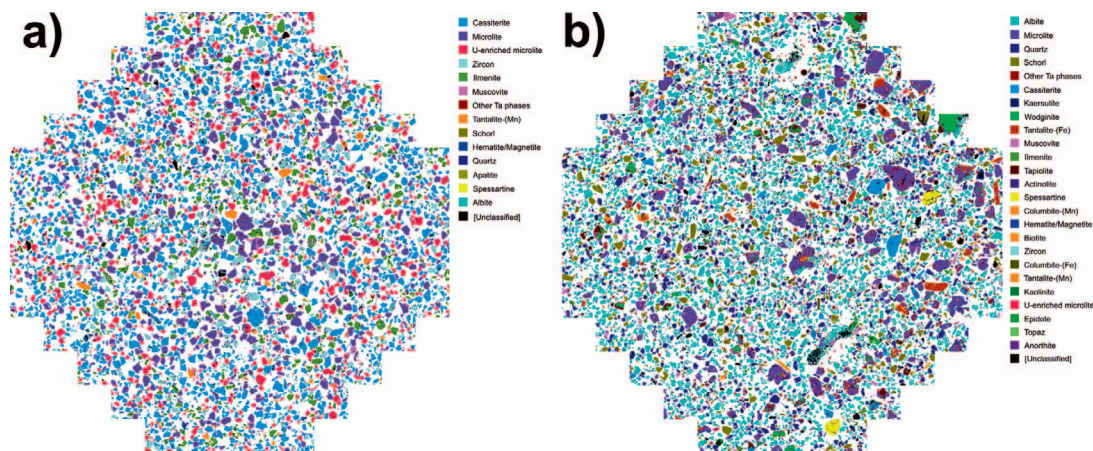 a)
Cassiterite
Microlite
U-enriched microlite
Zircon
Ilmenite
Muscovite
Other Ta phases
Tantalite-(Mn)
Schorl
Hematite/Magnetite
Quartz
Apatite
Spessartine
Albite
[Unclassified]
b)
Albite
Microlite
Quartz
Schorl
Other Ta phases
Cassiterite
Kaersulite
Wodginite
Tantalite-(Fe)
Muscovite
Ilmenite
Tapiolite
Actinolite
Spessartine
Columbite-(Mn)
Hematite/Magnetite
Biotite
Zircon
Columbite-(Fe)
Tantalite-(Mn)
Kaolinite
U-enriched microlite
Epidote
Topaz
Anorthite
[Unclassified]